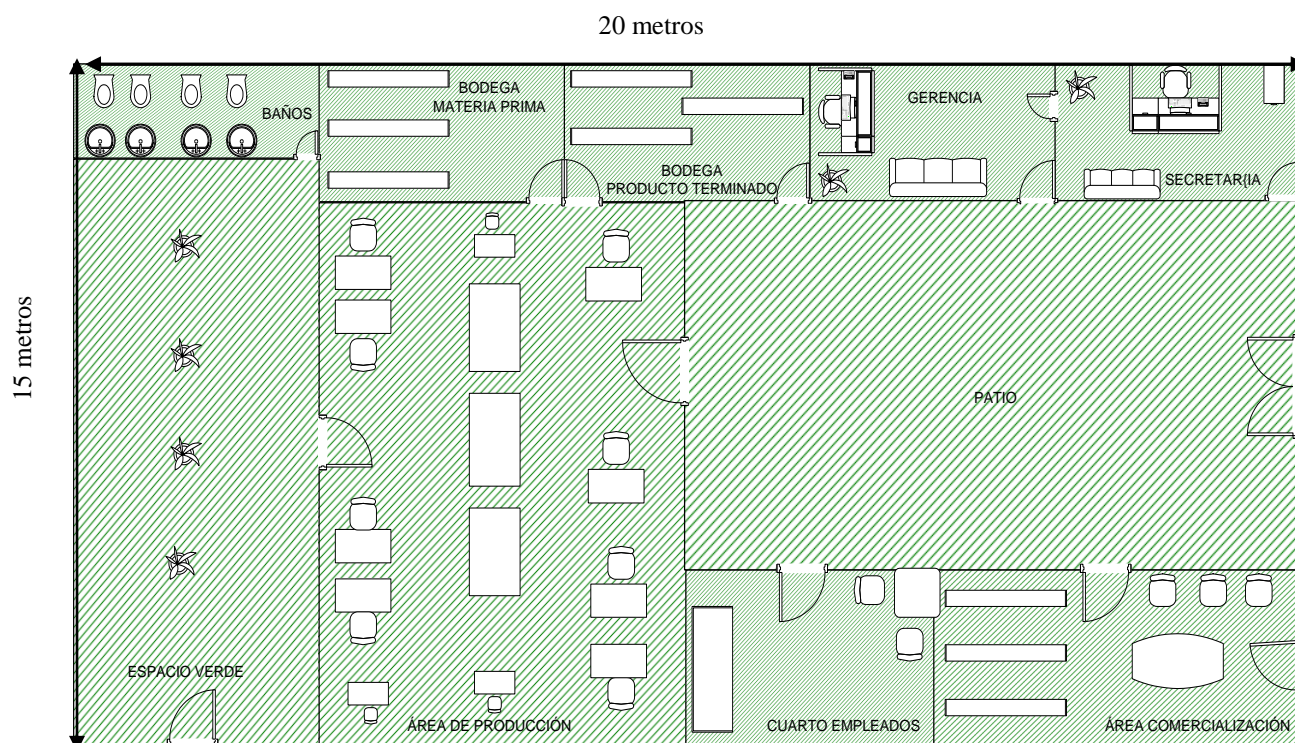 20 metros
BODEGA
MATERIA PRIMA
BAÑOS
GERENCIA
BODEGA
PRODUCTO TERMINADO
SECRETAR{IA
15 metros
PATIO
ESPACIO VERDE
ÁREA DE PRODUCCIÓN
CUARTO EMPLEADOS
ÁREA COMERCIALIZACIÓN